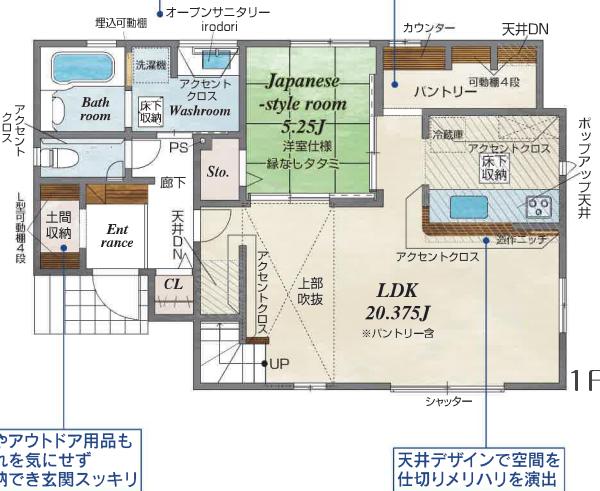 オープンサニタリー
irodori
埋込可動棚
洗濯機
アクセント
クロス
Washroom
床下
収納
Bath
room
アクセント
クロス
PS
Japanese
-style room
5.25J
洋室仕様
縁なしタタミ
カウンター
天井DN
可動棚4段
パントリー
冷蔵庫
アクセントクロス
床下
収納
ポップアップ天井
造作ニッチ
アクセントクロス
Sto.
廊下
L型可動棚4段
土間
収納
Ent
rance
天井DN
CL
アクセントクロス
上部
吹抜
LDK
20.375J
※パントリー含
UP
シャッター
1F
やアウトドア用品も
れを気にせず
納でき玄関スッキリ
天井デザインで空間を
仕切りメリハリを演出